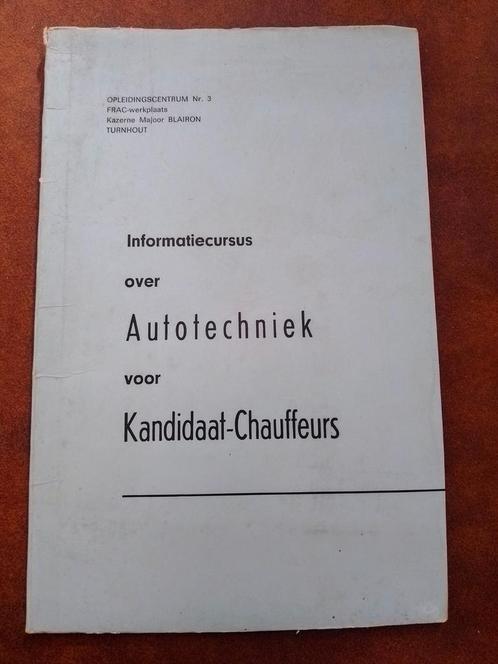 OPLEIDINGSCENTRUM Nr. 3
FRAC-werkplaats
Kazerne Majoor BLAIRON
TURNHOUT
Informatiecursus
over
Autotechniek
voor
Kandidaat-Chauffeurs